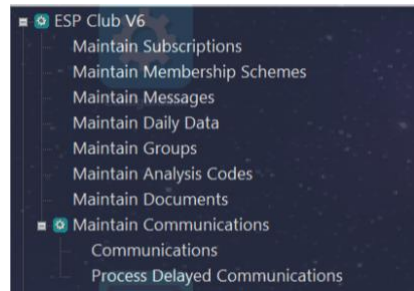 ESP Club V6
Maintain Subscriptions
Maintain Membership Schemes
Maintain Messages
Maintain Daily Data
Maintain Groups
Maintain Analysis Codes
Maintain Documents
Maintain Communications
Communications
Process Delayed Communications